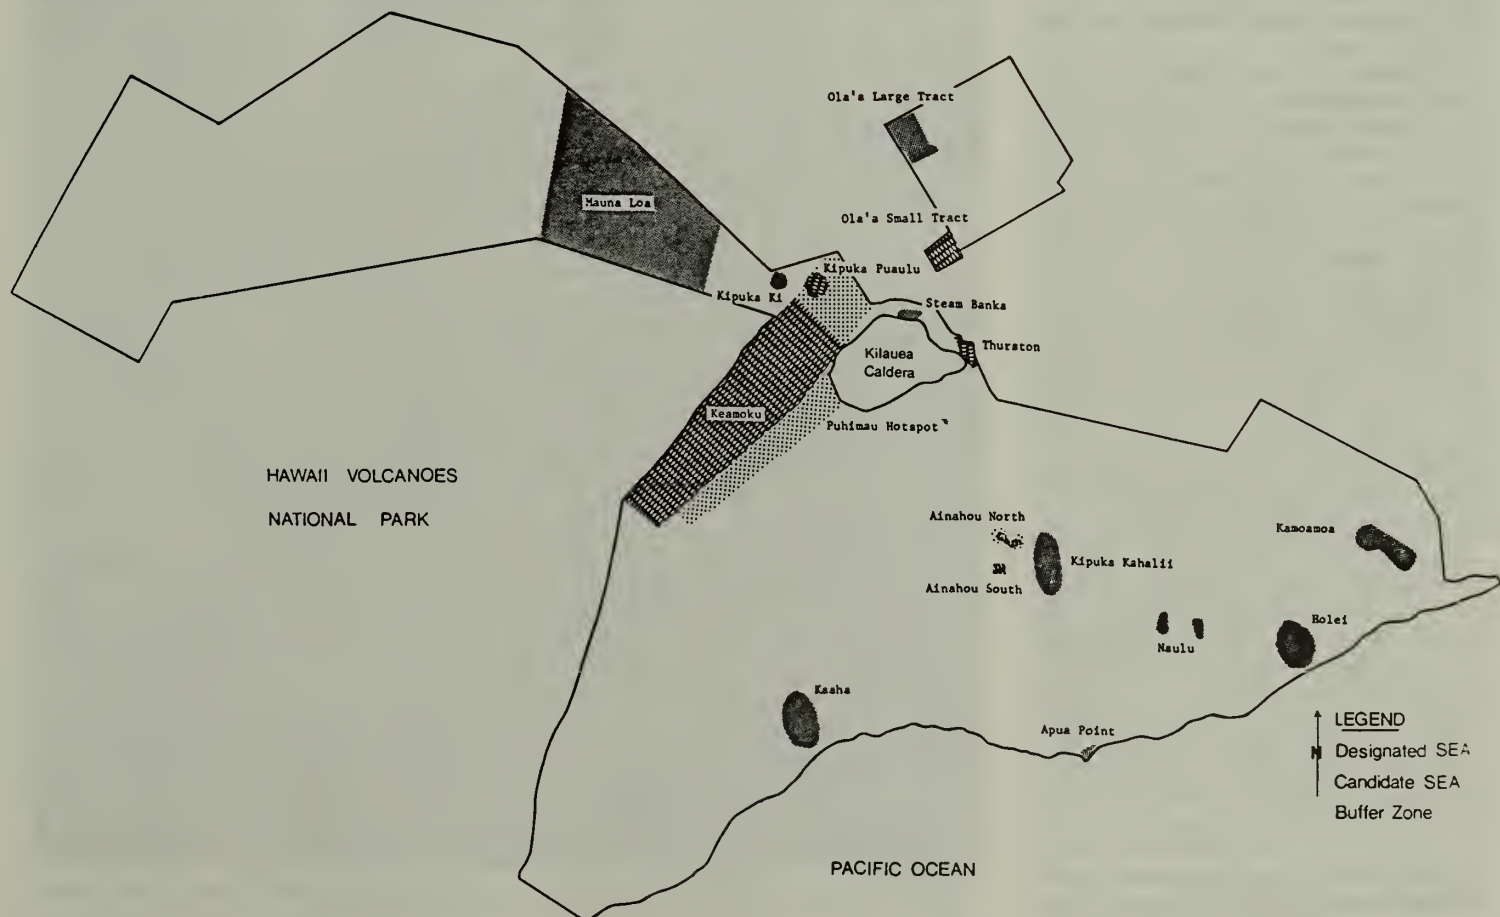 Ola'a Large Tract
Mauna Loa
Ola'a Small Tract
Kipuka Puaulu
Kipuka Ki
Steam Banks
Thurston
Kilauea
Caldera
Keamoku
Puhimau Hotspot
HAWAII VOLCANOES
NATIONAL PARK
Ainahou North
Kamoamoa
Kipuka Kahalii
Ainahou South
Holei
Naulu
Kaaha
Apua Point
LEGEND
N
Designated SEA
Candidate SEA
Buffer Zone
PACIFIC OCEAN